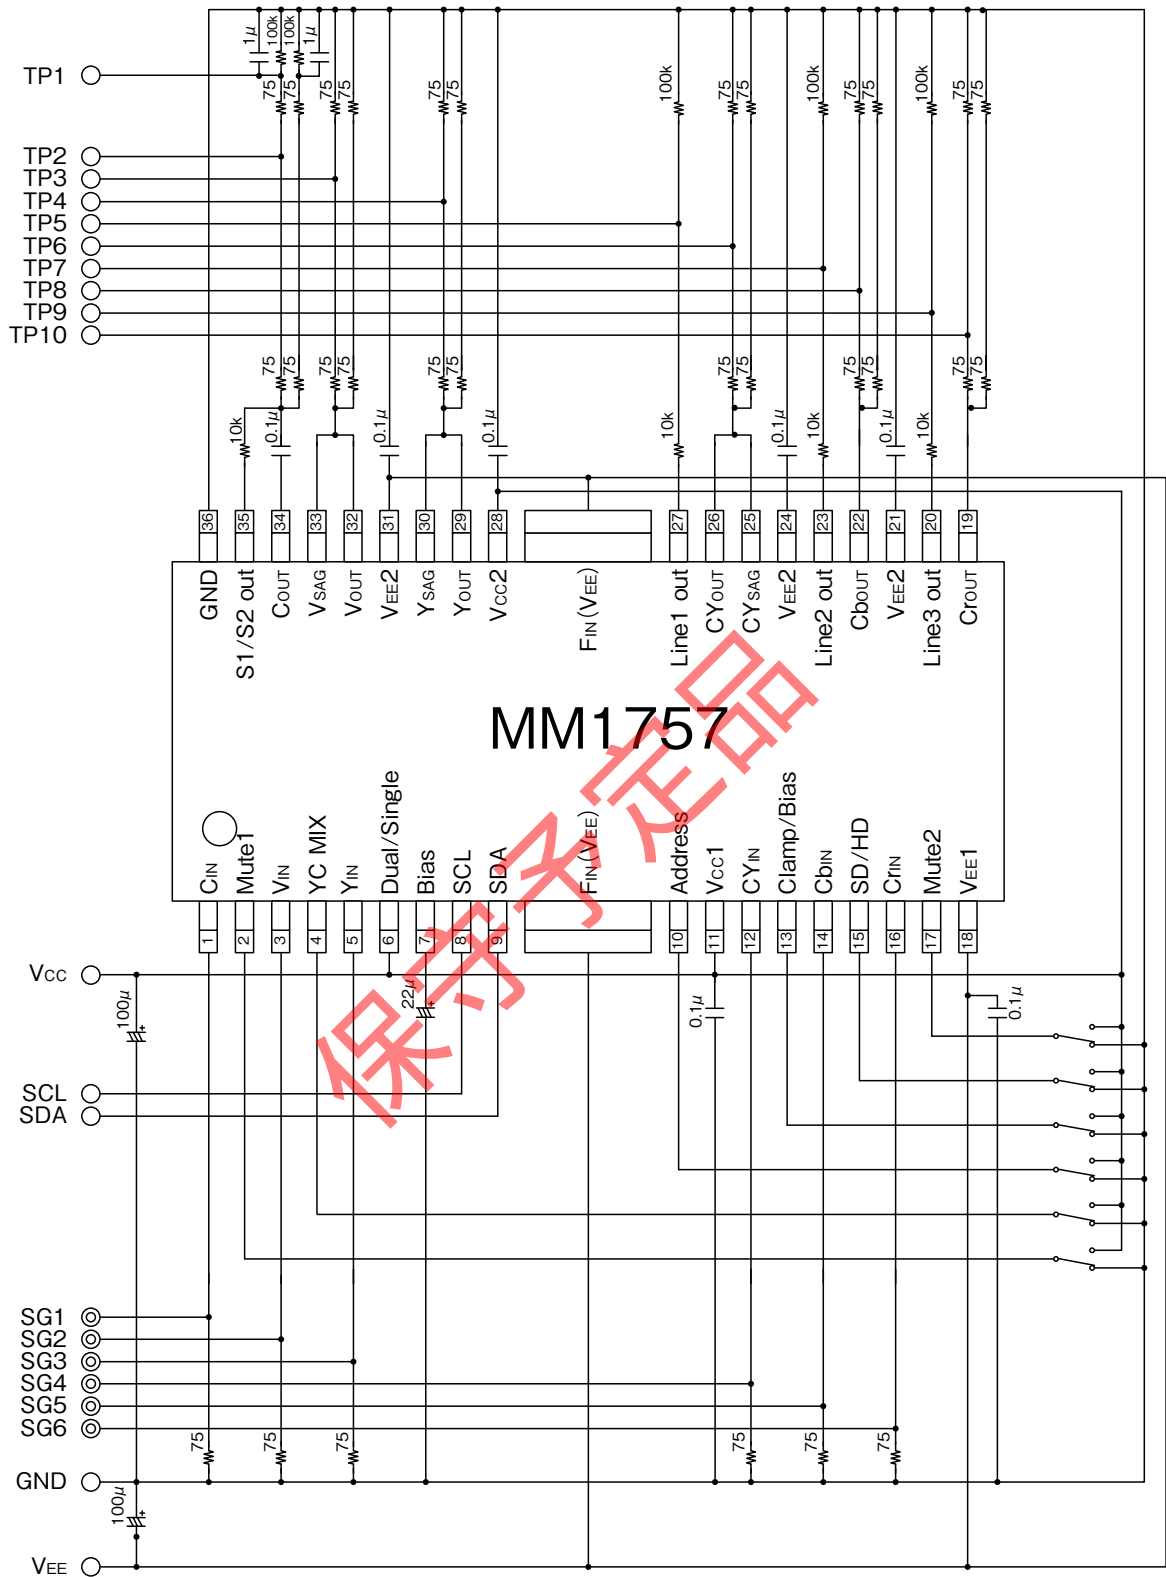 1μ 100k 100k 1μ
TP1
75 75 75 75 75 75 100k 75 75 100k 75 75 100k 75 75
TP2
TP3
TP4
TP5
TP6
TP7
TP8
TP9
TP10
75 75 75 75 75 75 75 75 75 75 75 75
10k 0.1μ 0.1μ 0.1μ 10k 0.1μ 10k 0.1μ 10k
36 35 34 33 32 31 30 29 28 27 26 25 24 23 22 21 20 19
GND
S1/S2 out
COUT
VSAG
VOUT
VEE2
YSAG
YOUT
VCC2
FIN (VEE)
Line1 out
CYOUT
CYSAG
VEE2
Line2 out
CbOUT
VEE2
Line3 out
CrOUT
MM1757
保守予定品
CIN
Mute1
VIN
YC MIX
YIN
Dual/Single
Bias
SCL
SDA
FIN (VEE)
Address
VCC1
CYIN
Clamp/Bias
CbIN
SD/HD
CrIN
Mute2
VEE1
1 2 3 4 5 6 7 8 9 10 11 12 13 14 15 16 17 18
VCC
100μ 22μ 0.1μ 0.1μ
SCL
SDA
SG1
SG2
SG3
SG4
SG5
SG6
75 75 75 75 75 75
GND
100μ
VEE